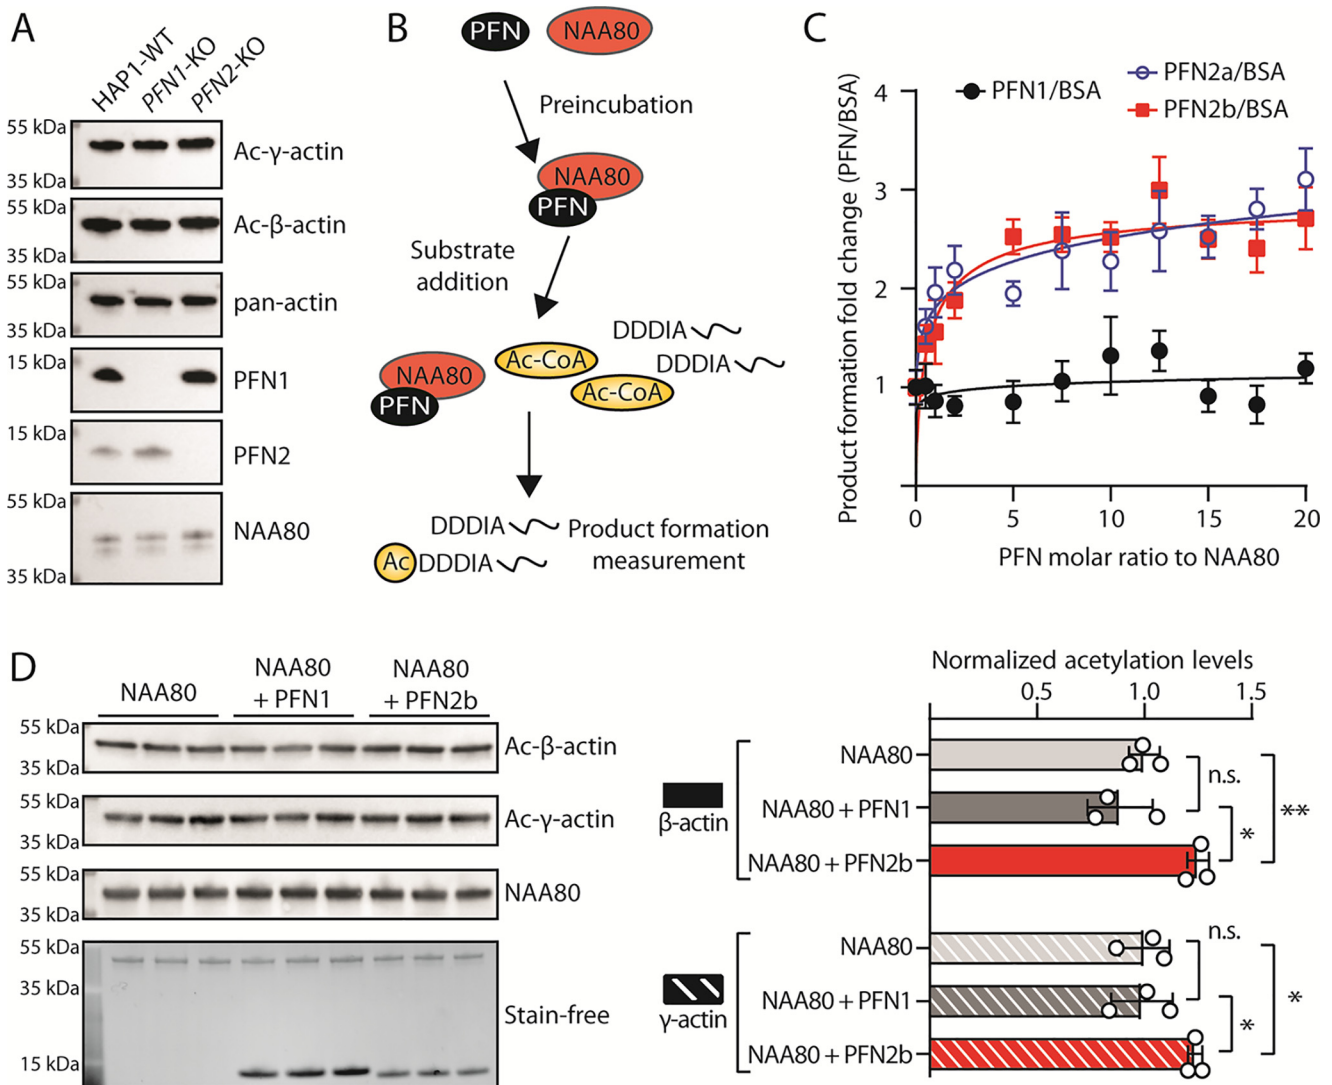 A
HAP1-WT
PFN1-KO
PFN2-KO
55 kDa
35 kDa
Ac-γ-actin
55 kDa
35 kDa
Ac-β-actin
55 kDa
35 kDa
pan-actin
15 kDa
PFN1
15 kDa
PFN2
55 kDa
35 kDa
NAA80
B
PFN
NAA80
Preincubation
NAA80
PFN
Substrate
addition
DDDIA
DDDIA
Ac-CoA
Ac-CoA
NAA80
PFN
DDDIA
Ac DDDIA
Product formation
measurement
C
PFN1/BSA
PFN2a/BSA
PFN2b/BSA
Product formation fold change (PFN/BSA)
4
3
2
1
0
5
10
15
20
PFN molar ratio to NAA80
D
NAA80
NAA80
+ PFN1
NAA80
+ PFN2b
55 kDa
35 kDa
Ac-β-actin
55 kDa
35 kDa
Ac-γ-actin
55 kDa
35 kDa
NAA80
55 kDa
35 kDa
15 kDa
Stain-free
Normalized acetylation levels
0.5
1.0
1.5
β-actin
NAA80
NAA80 + PFN1
NAA80 + PFN2b
n.s.
*
**
γ-actin
NAA80
NAA80 + PFN1
NAA80 + PFN2b
n.s.
*
*